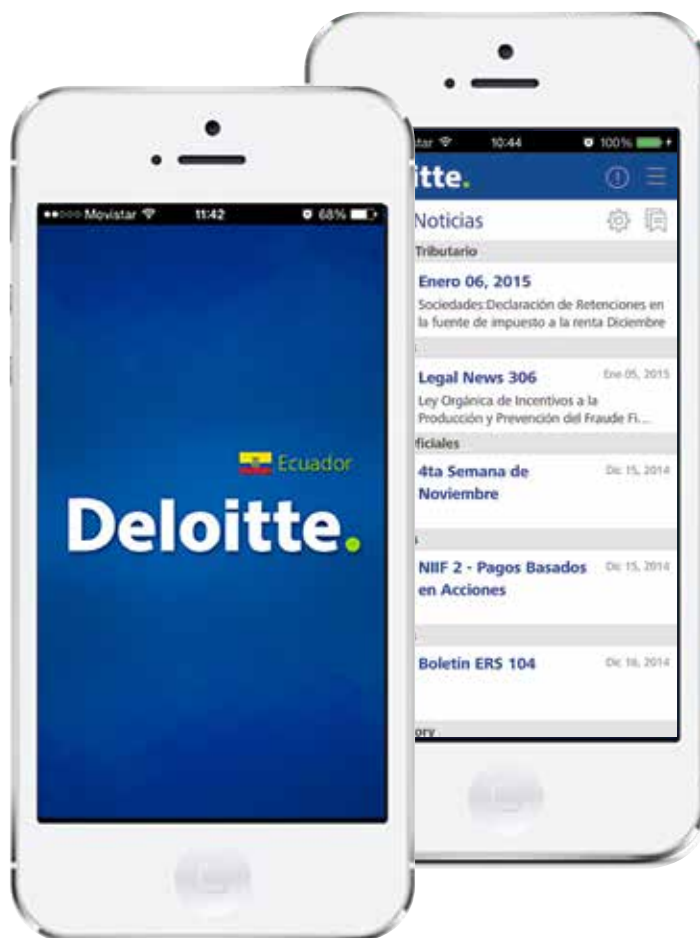 Movistar 11:42 68%
Ecuador
Deloitte.
10:44 100%
itte.
Noticias
Tributario
Enero 06, 2015
Sociedades:Declaración de Retenciones en
la fuente de impuesto a la renta Diciembre
Legal News 306 Ene 05, 2015
Ley Orgánica de Incentivos a la
Producción y Prevención del Fraude Fi...
ficiales
4ta Semana de Dic 15, 2014
Noviembre
NIIF 2 - Pagos Basados Dic 15, 2014
en Acciones
Boletín ERS 104 Dic 18, 2014
ory